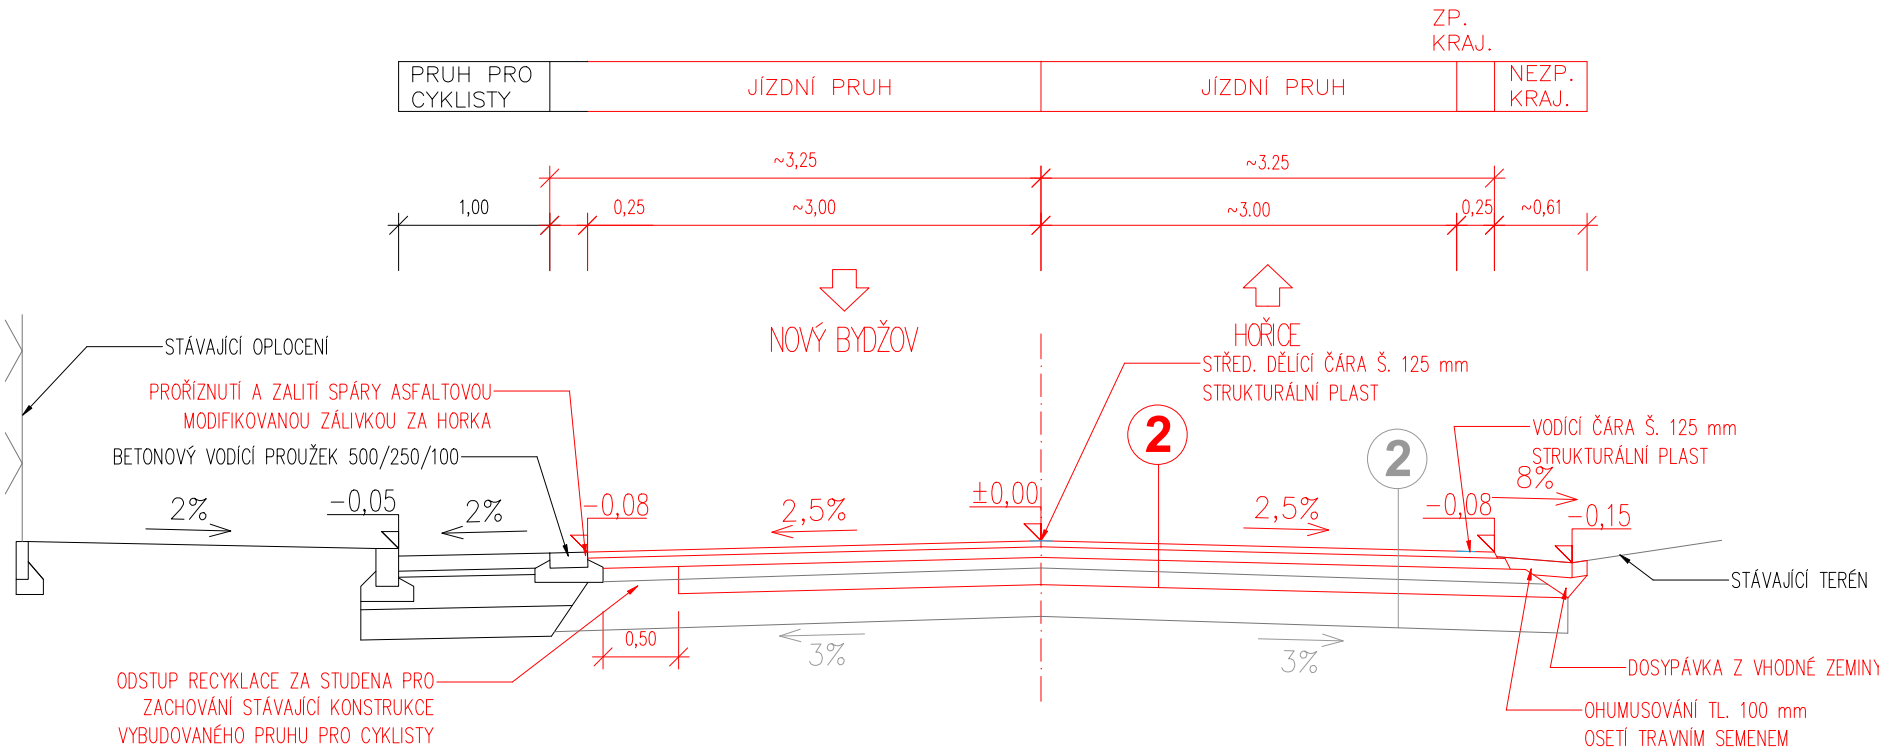 ZP.
KRAJ.
PRUH PRO
CYKLISTY
JÍZDNÍ PRUH
JÍZDNÍ PRUH
NEZP.
KRAJ.
~3,25
~3.25
1,00
0,25
~3,00
~3.00
0,25
~0,61
NOVÝ BYDŽOV
HOŘICE
STÁVAJÍCÍ OPLOCENÍ
STŘED. DĚLÍCÍ ČÁRA Š. 125 mm
STRUKTURÁLNÍ PLAST
PROŘÍZNUTÍ A ZALITÍ SPÁRY ASFALTOVOU
MODIFIKOVANOU ZÁLIVKOU ZA HORKA
BETONOVÝ VODÍCÍ PROUŽEK 500/250/100
2
2
VODÍCÍ ČÁRA Š. 125 mm
STRUKTURÁLNÍ PLAST
8%
2%
-0,05
2%
-0,08
2,5%
±0,00
2,5%
-0,08
-0,15
STÁVAJÍCÍ TERÉN
0,50
3%
3%
ODSTUP RECYKLACE ZA STUDENA PRO
ZACHOVÁNÍ STÁVAJÍCÍ KONSTRUKCE
VYBUDOVANÉHO PRUHU PRO CYKLISTY
DOSYPÁVKA Z VHODNÉ ZEMINY
OHUMUSOVÁNÍ TL. 100 mm
OSETÍ TRAVNÍM SEMENEM